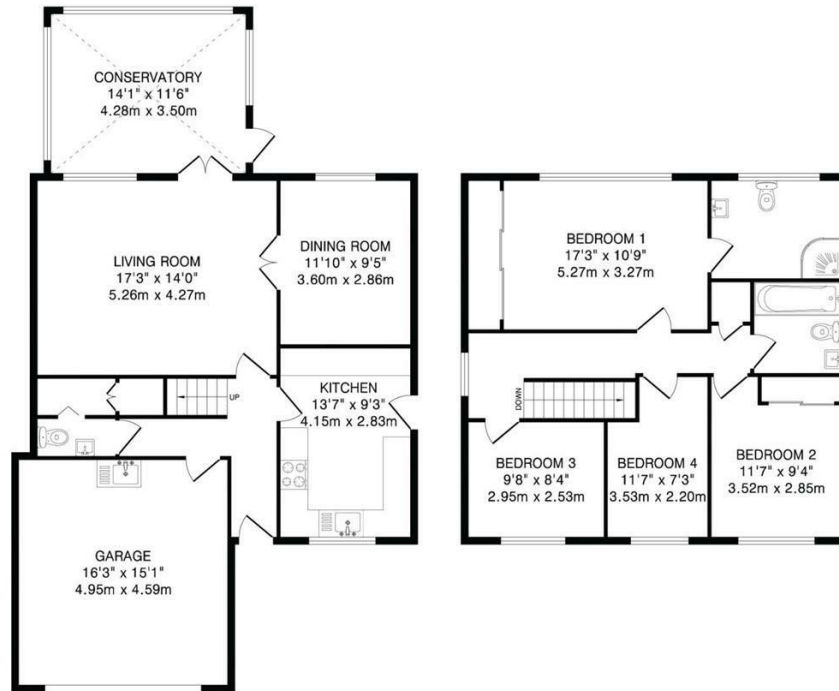 CONSERVATORY
14'1" x 11'6"
4.28m x 3.50m
LIVING ROOM
17'3" x 14'0"
5.26m x 4.27m
DINING ROOM
11'10" x 9'5"
3.60m x 2.86m
KITCHEN
13'7" x 9'3"
4.15m x 2.83m
UP
GARAGE
16'3" x 15'1"
4.95m x 4.59m
BEDROOM 1
17'3" x 10'9"
5.27m x 3.27m
DOWN
BEDROOM 3
9'8" x 8'4"
2.95m x 2.53m
BEDROOM 4
11'7" x 7'3"
3.53m x 2.20m
BEDROOM 2
11'7" x 9'4"
3.52m x 2.85m